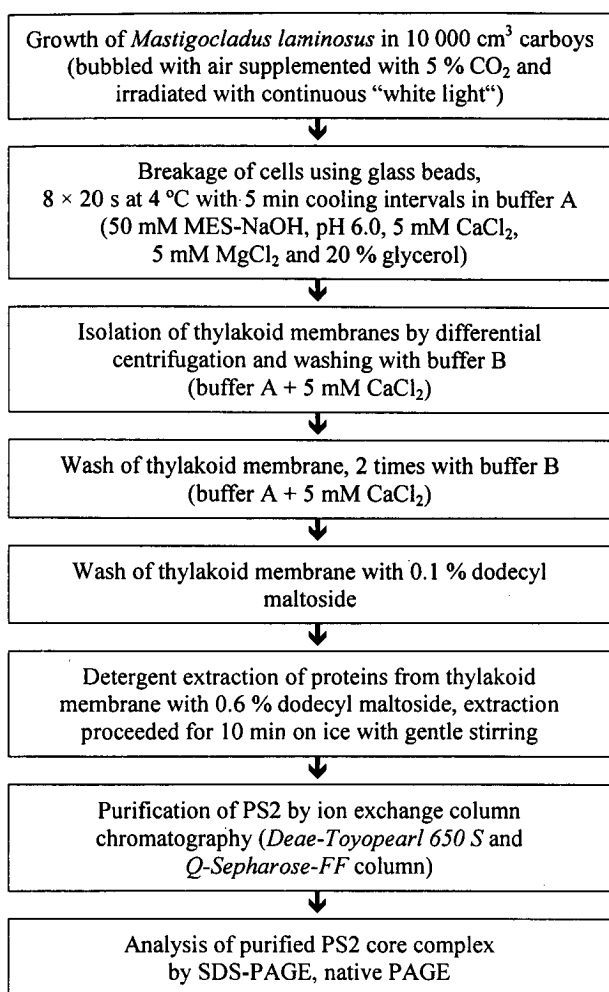 Growth of Mastigocladus laminosus in 10 000 cm³ carboys
(bubbled with air supplemented with 5 % CO₂ and
irradiated with continuous “white light“)
Breakage of cells using glass beads,
8 × 20 s at 4 ºC with 5 min cooling intervals in buffer A
(50 mM MES-NaOH, pH 6.0, 5 mM CaCl₂,
5 mM MgCl₂ and 20 % glycerol)
Isolation of thylakoid membranes by differential
centrifugation and washing with buffer B
(buffer A + 5 mM CaCl₂)
Wash of thylakoid membrane, 2 times with buffer B
(buffer A + 5 mM CaCl₂)
Wash of thylakoid membrane with 0.1 % dodecyl
maltoside
Detergent extraction of proteins from thylakoid
membrane with 0.6 % dodecyl maltoside, extraction
proceeded for 10 min on ice with gentle stirring
Purification of PS2 by ion exchange column
chromatography (Deae-Toyopearl 650 S and
Q-Sepharose-FF column)
Analysis of purified PS2 core complex
by SDS-PAGE, native PAGE